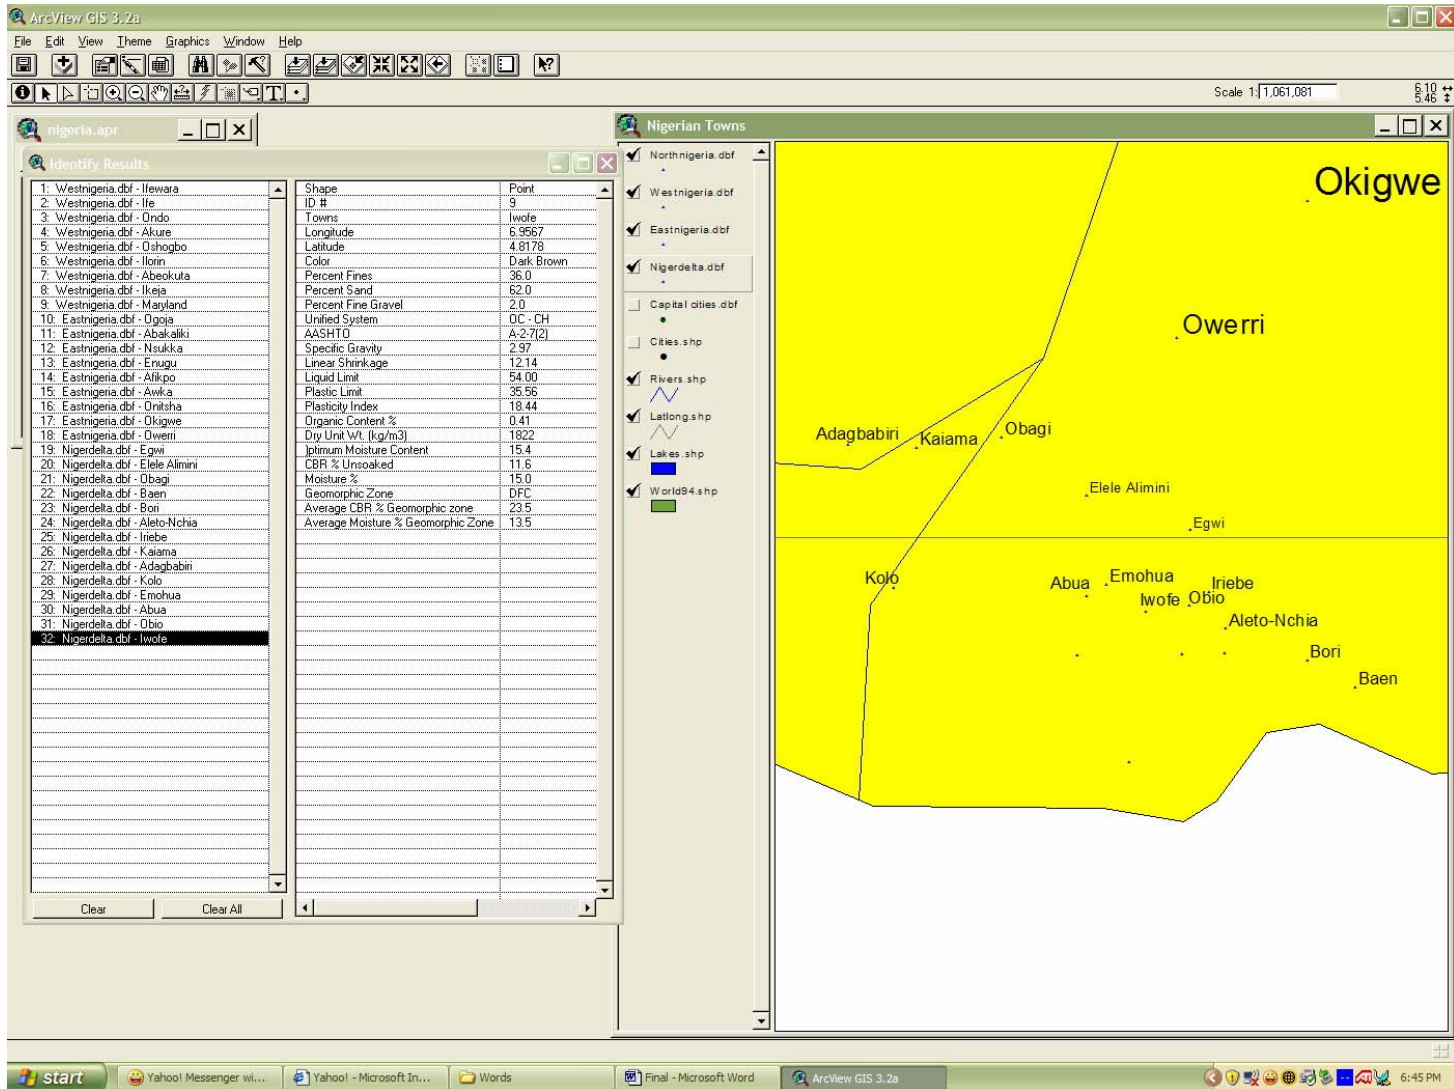 ArcView GIS 3.2a
File Edit View Theme Graphics Window Help
Scale 1: 1,061,081
6.10
5.46
nigeria.apr
Identify Results
1: Westnigeria.dbf - Ifewara
2: Westnigeria.dbf - Ife
3: Westnigeria.dbf - Ondo
4: Westnigeria.dbf - Akure
5: Westnigeria.dbf - Oshogbo
6: Westnigeria.dbf - Ilorin
7: Westnigeria.dbf - Abeokuta
8: Westnigeria.dbf - Ikeja
9: Westnigeria.dbf - Maryland
10: Eastnigeria.dbf - Ogoja
11: Eastnigeria.dbf - Abakaliki
12: Eastnigeria.dbf - Nsukka
13: Eastnigeria.dbf - Enugu
14: Eastnigeria.dbf - Afikpo
15: Eastnigeria.dbf - Awka
16: Eastnigeria.dbf - Onitsha
17: Eastnigeria.dbf - Okigwe
18: Eastnigeria.dbf - Owerri
19: Nigerdelta.dbf - Egwi
20: Nigerdelta.dbf - Elele Alimini
21: Nigerdelta.dbf - Obagi
22: Nigerdelta.dbf - Baen
23: Nigerdelta.dbf - Bori
24: Nigerdelta.dbf - Aleto-Nchia
25: Nigerdelta.dbf - Iriebe
26: Nigerdelta.dbf - Kaiama
27: Nigerdelta.dbf - Adagbabiri
28: Nigerdelta.dbf - Kolo
29: Nigerdelta.dbf - Emohua
30: Nigerdelta.dbf - Abua
31: Nigerdelta.dbf - Obio
32: Nigerdelta.dbf - Iwofe
Clear Clear All
Shape Point
ID # 9
Towns Iwofe
Longitude 6.9567
Latitude 4.8178
Color Dark Brown
Percent Fines 36.0
Percent Sand 62.0
Percent Fine Gravel 2.0
Unified System OC - CH
AASHTO A-2-7(2)
Specific Gravity 2.97
Linear Shrinkage 12.14
Liquid Limit 54.00
Plastic Limit 35.56
Plasticity Index 18.44
Organic Content % 0.41
Dry Unit Wt. (kg/m3) 1822
)ptimum Moisture Content 15.4
CBR % Unsoaked 11.6
Moisture % 15.0
Geomorphic Zone DFC
Average CBR % Geomorphic zone 23.5
Average Moisture % Geomorphic Zone 13.5
Nigerian Towns
Northnigeria.dbf
Westnigeria.dbf
Eastnigeria.dbf
Nigerdelta.dbf
Capital cities.dbf
Cities.shp
Rivers.shp
Latlong.shp
Lakes.shp
World94.shp
Okigwe
Owerri
Adagbabiri Kaiama Obagi
Elele Alimini
Egwi
Kolo Abua Emohua Iriebe
Iwofe Obio
Aleto-Nchia
Bori
Baen
start Yahoo! Messenger wi... Yahoo! - Microsoft In... Words Final - Microsoft Word ArcView GIS 3.2a 6:45 PM